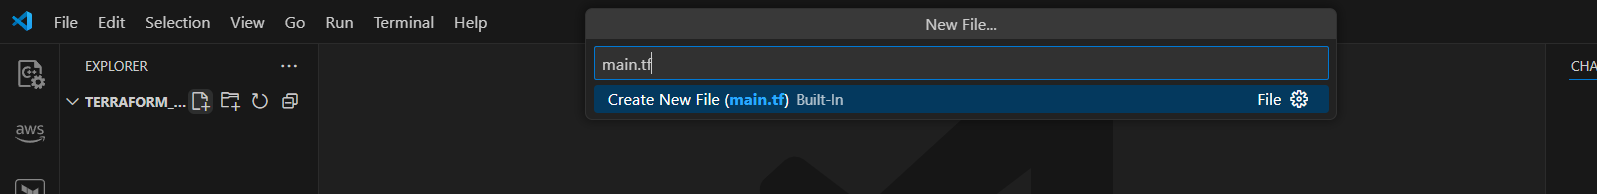 File Edit Selection View Go Run Terminal Help
New File...
main.tf
Create New File (main.tf) Built-In File
EXPLORER
TERRAFORM_...
aws
CHA